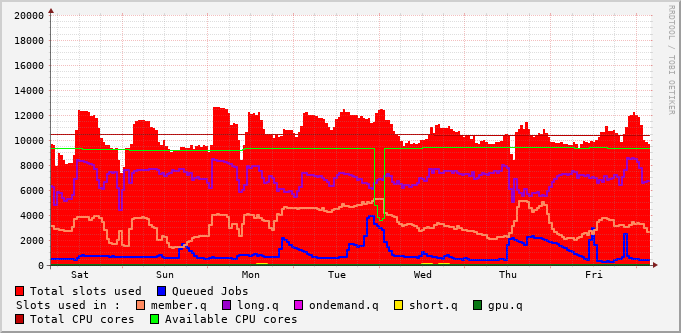 20000
18000
16000
14000
12000
10000
8000
6000
4000
2000
0
Sat Sun Mon Tue Wed Thu Fri
Total slots used Queued Jobs
Slots used in : member.q long.q ondemand.q short.q gpu.q
Total CPU cores Available CPU cores
RRDTOOL / TOBI OETIKER